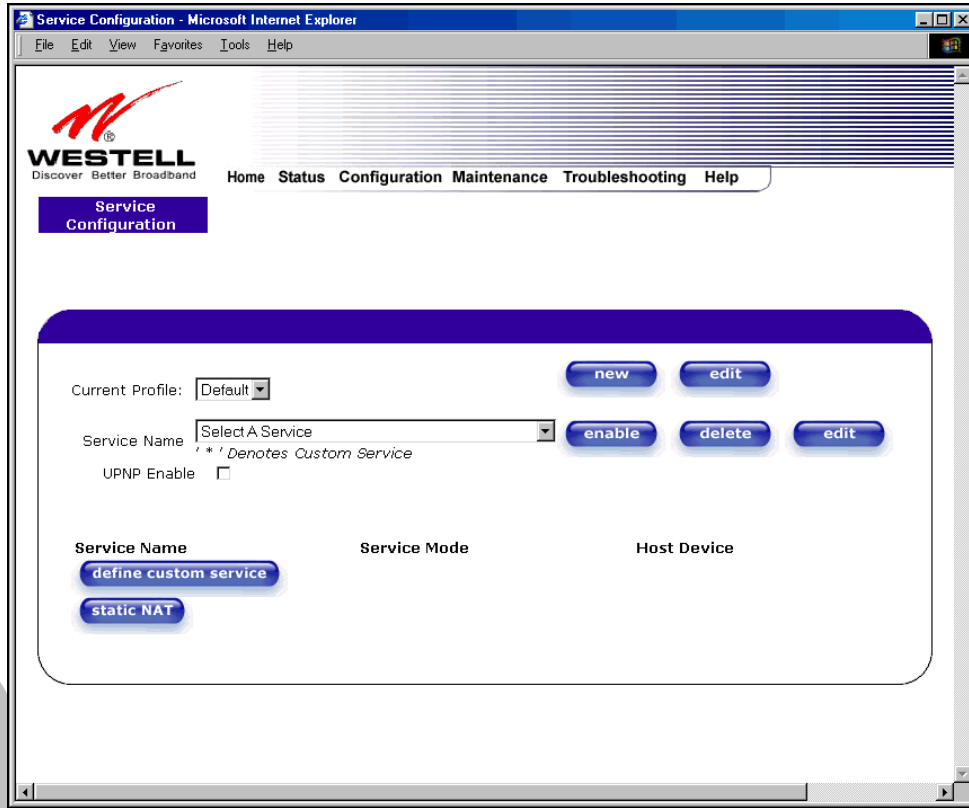 Service Configuration - Microsoft Internet Explorer
File Edit View Favorites Tools Help
®
WESTELL
Discover Better Broadband
Home Status Configuration Maintenance Troubleshooting Help
Service
Configuration
new edit
Current Profile: Default
Service Name Select A Service enable delete edit
' * ' Denotes Custom Service
UPNP Enable
Service Name Service Mode Host Device
define custom service
static NAT